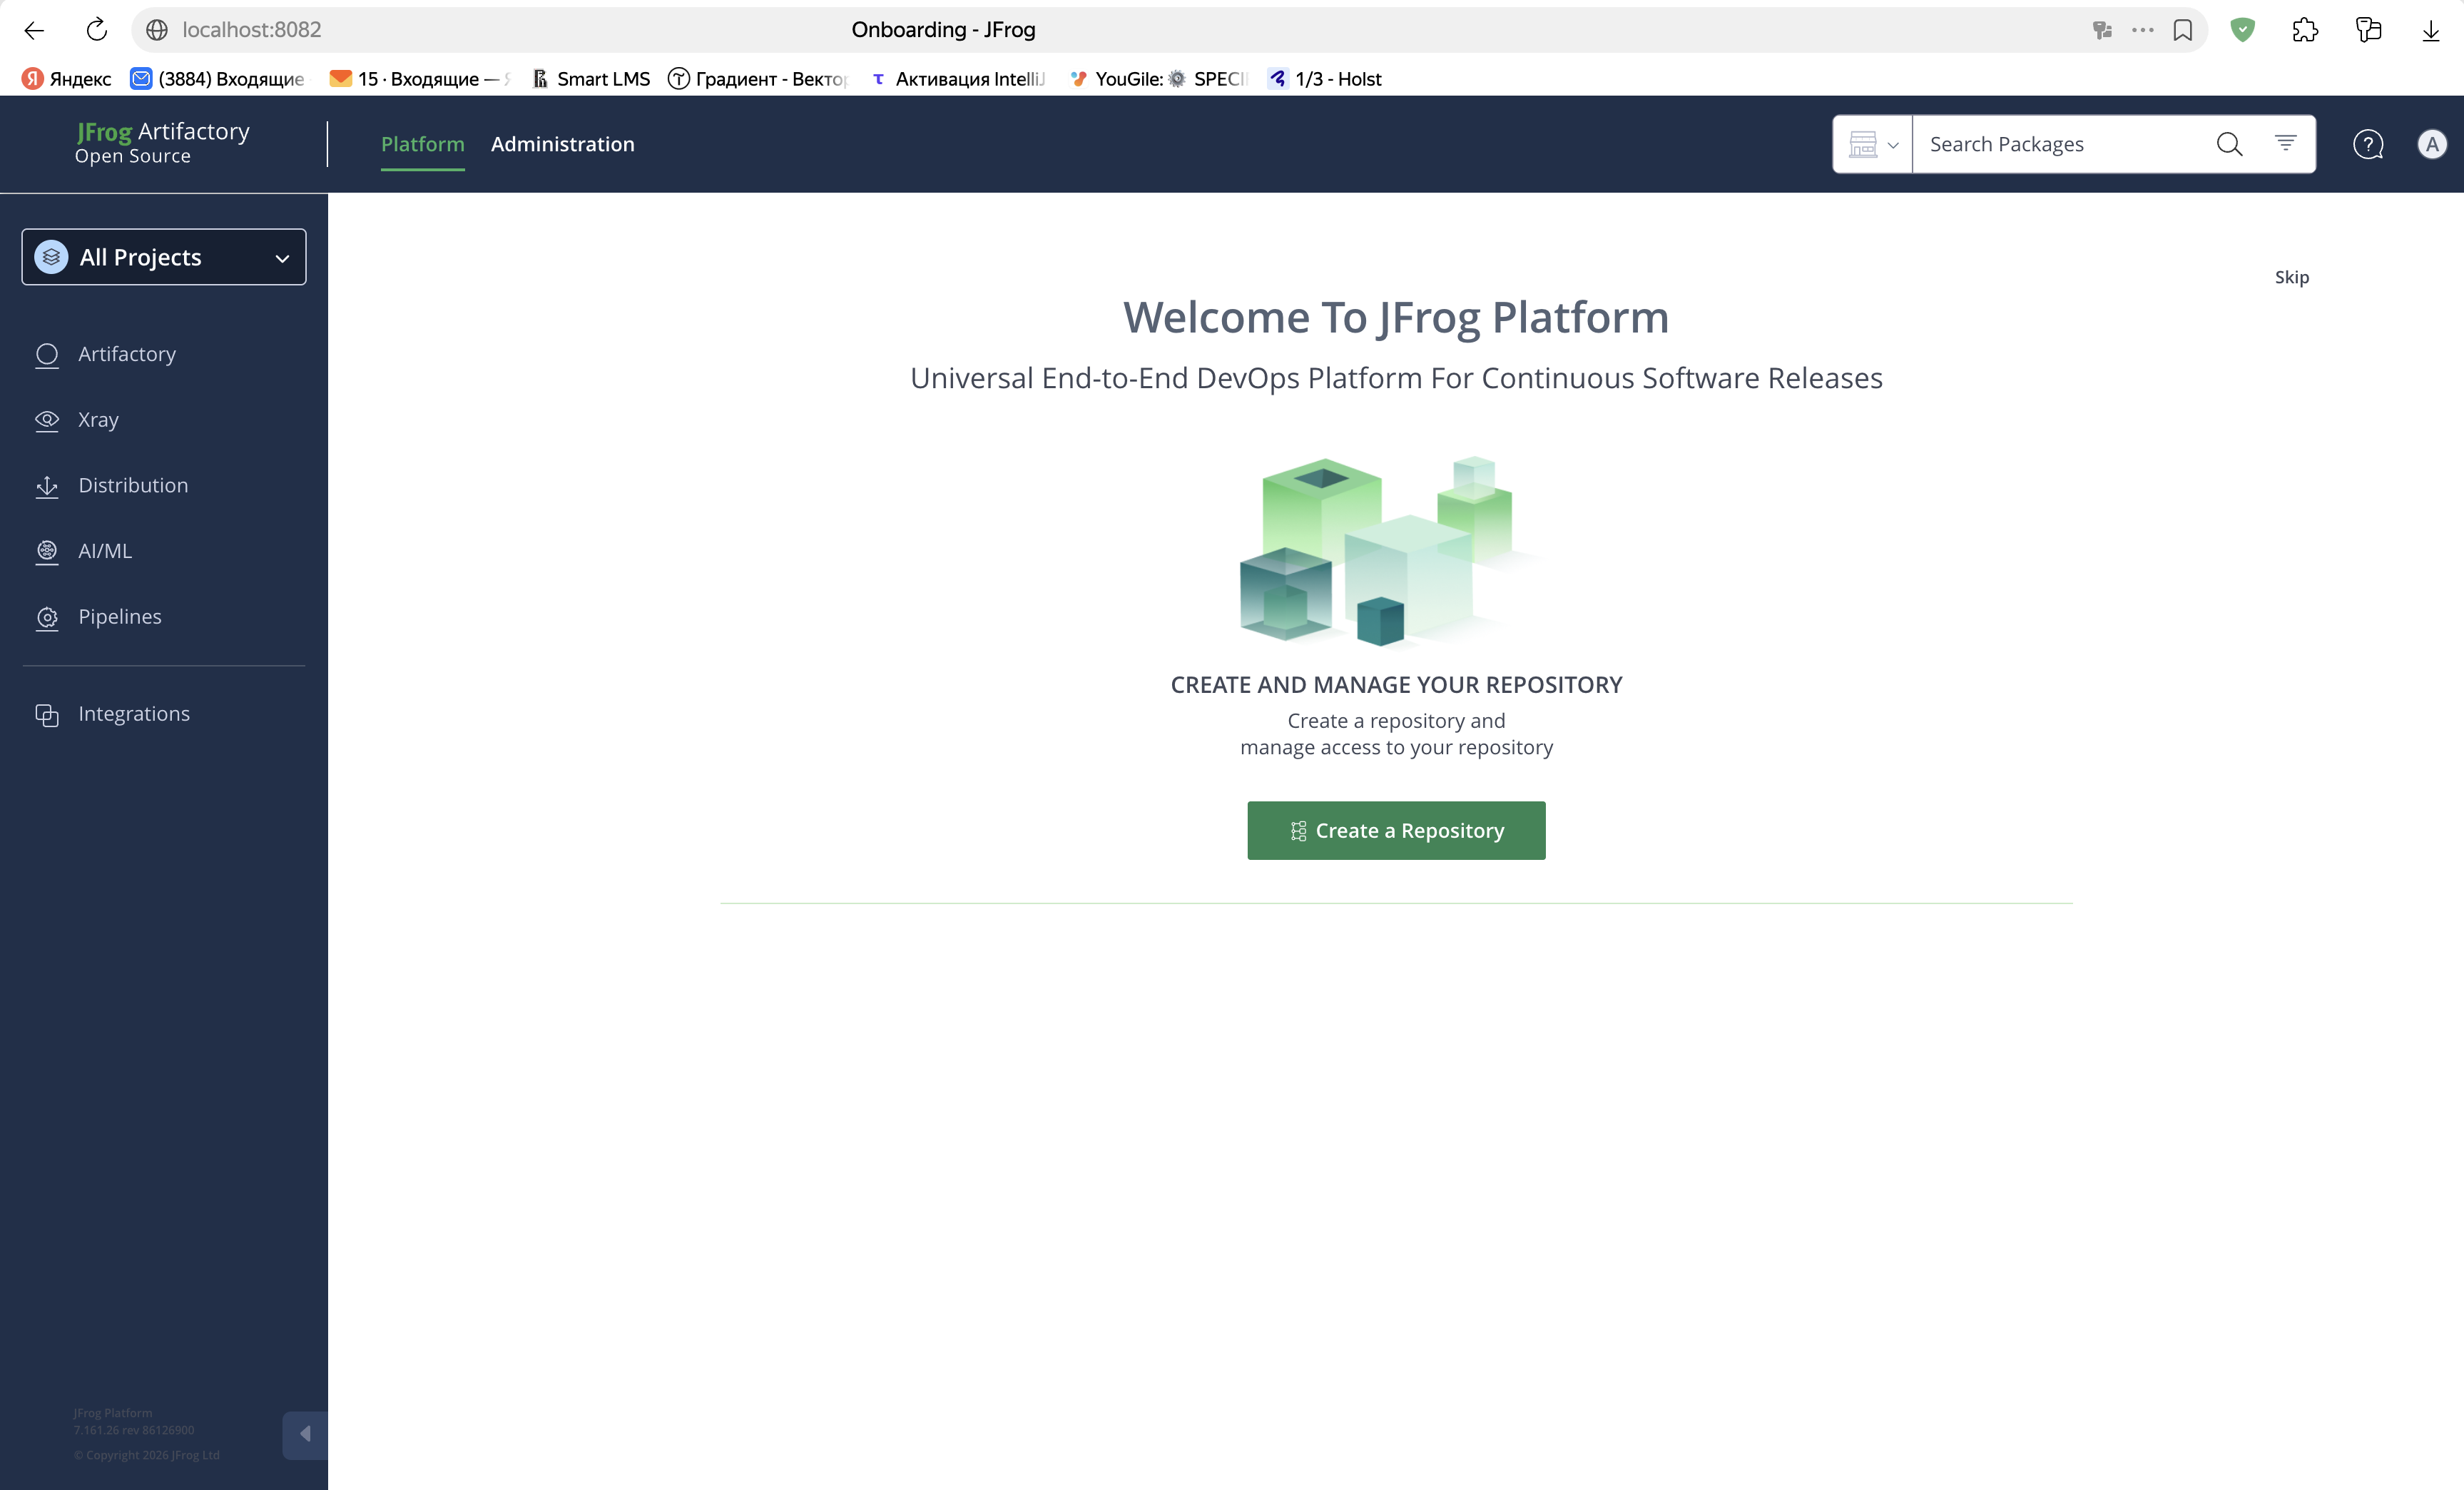 localhost:8082
Onboarding - JFrog
Яндекс
(3884) Входящие
15 · Входящие —
Smart LMS
Градиент - Вектор
Активация IntelliJ
YouGile: SPECI
1/3 - Holst
JFrog Artifactory
Open Source
Platform
Administration
Search Packages
A
All Projects
Artifactory
Xray
Distribution
AI/ML
Pipelines
Integrations
Skip
Welcome To JFrog Platform
Universal End-to-End DevOps Platform For Continuous Software Releases
CREATE AND MANAGE YOUR REPOSITORY
Create a repository and
manage access to your repository
Create a Repository
JFrog Platform
7.161.26 rev 86126900
© Copyright 2026 JFrog Ltd